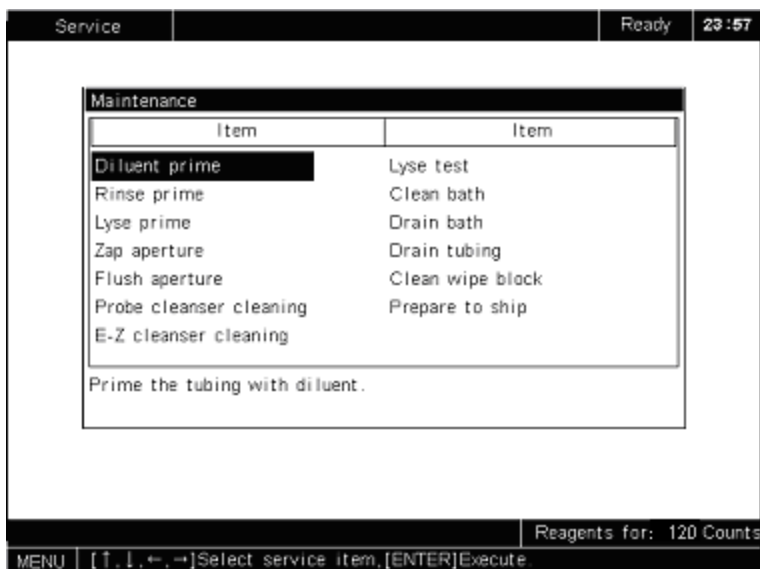 Service Ready 23:57
Maintenance
Item Item
Diluent prime Lyse test
Rinse prime Clean bath
Lyse prime Drain bath
Zap aperture Drain tubing
Flush aperture Clean wipe block
Probe cleanser cleaning Prepare to ship
E-Z cleanser cleaning
Prime the tubing with diluent.
Reagents for: 120 Counts
MENU [↑,↓,←,→]Select service item,[ENTER]Execute.